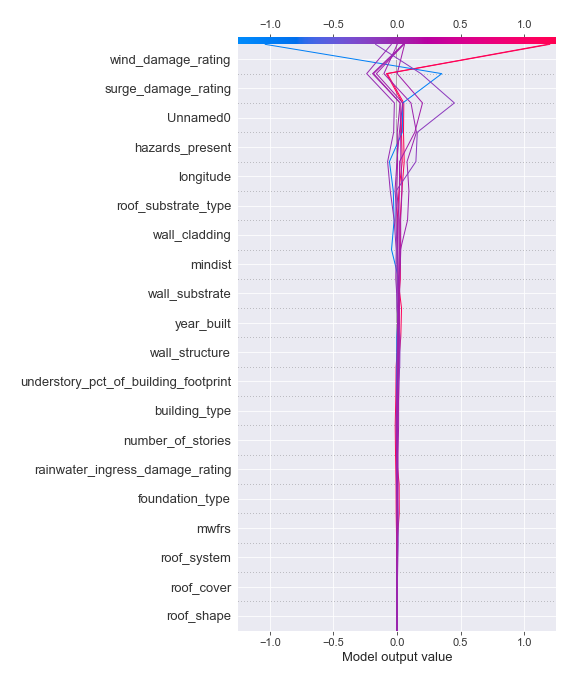 −1.0 −0.5 0.0 0.5 1.0
wind_damage_rating
surge_damage_rating
Unnamed0
hazards_present
longitude
roof_substrate_type
wall_cladding
mindist
wall_substrate
year_built
wall_structure
understory_pct_of_building_footprint
building_type
number_of_stories
rainwater_ingress_damage_rating
foundation_type
mwfrs
roof_system
roof_cover
roof_shape
−1.0 −0.5 0.0 0.5 1.0
Model output value